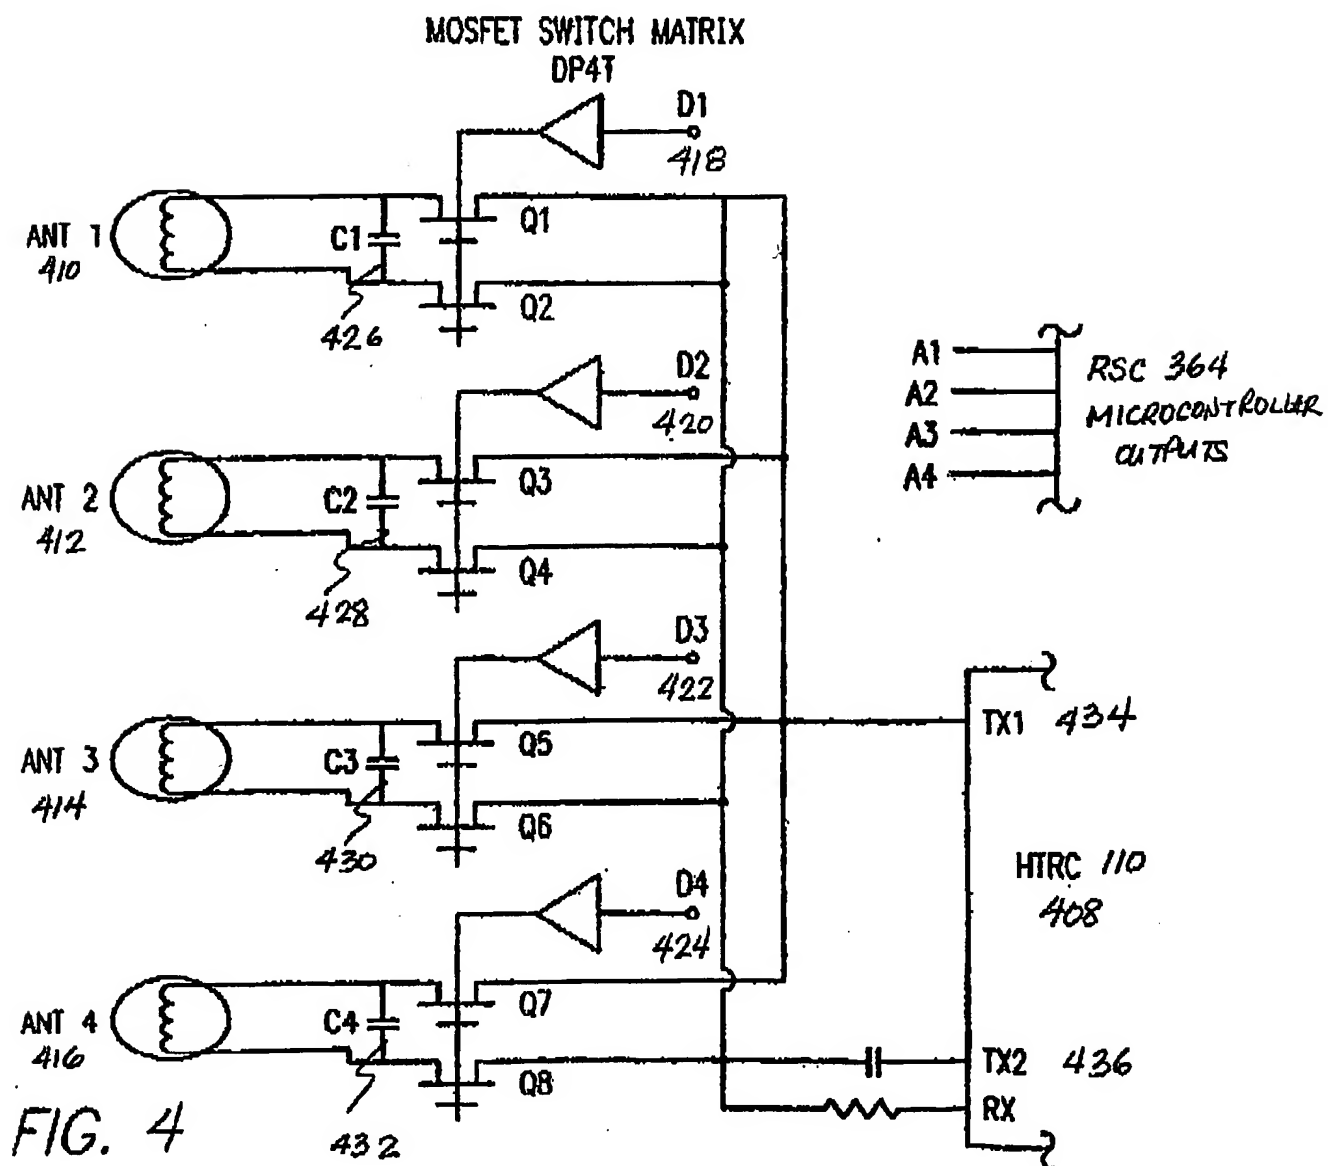 MOSFET SWITCH MATRIX
DP4T
D1
418
ANT 1
410
C1
Q1
Q2
426
D2
420
ANT 2
412
C2
Q3
Q4
428
A1
A2
A3
A4
RSC 364
MICROCONTROLLER
OUTPUTS
D3
422
ANT 3
414
C3
Q5
Q6
430
TX1 434
HTRC 110
408
D4
424
ANT 4
416
C4
Q7
Q8
432
TX2 436
RX
FIG. 4